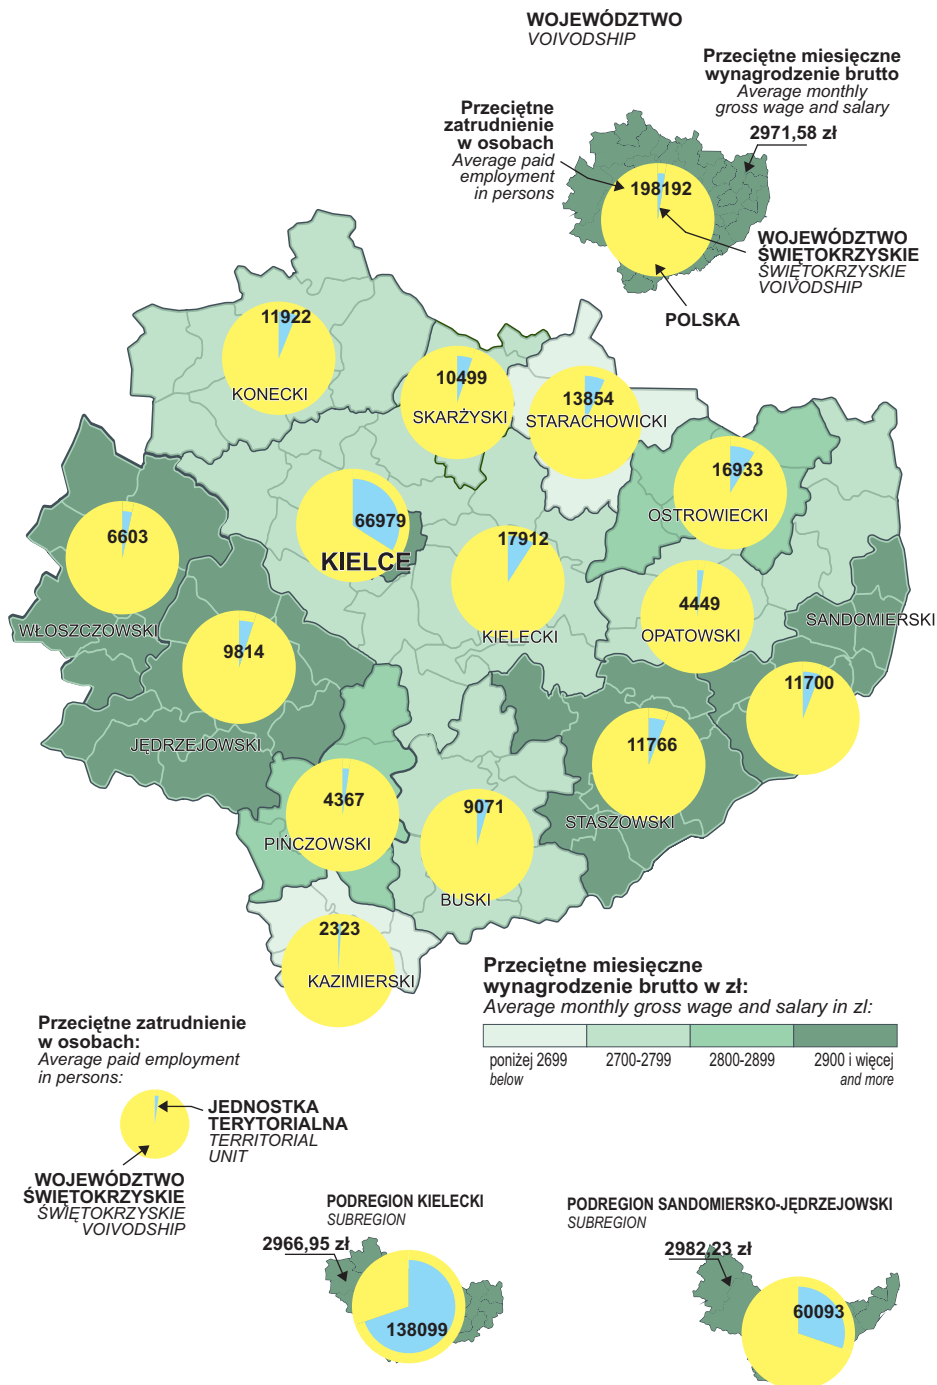 WOJEWÓDZTWO
VOIVODSHIP
Przeciętne miesięczne
wynagrodzenie brutto
Average monthly
gross wage and salary
2971,58 zł
Przeciętne
zatrudnienie
w osobach
Average paid
employment
in persons
198192
WOJEWÓDZTWO
ŚWIĘTOKRZYSKIE
ŚWIĘTOKRZYSKIE
VOIVODSHIP
POLSKA
11922
KONECKI
10499
SKARŻYSKI
13854
STARACHOWICKI
16933
OSTROWIECKI
66979
KIELCE
17912
KIELECKI
6603
WŁOSZCZOWSKI
4449
OPATOWSKI
SANDOMIERSKI
11700
9814
JĘDRZEJOWSKI
11766
STASZOWSKI
4367
PIŃCZOWSKI
9071
BUSKI
2323
KAZIMIERSKI
Przeciętne miesięczne
wynagrodzenie brutto w zł:
Average monthly gross wage and salary in zl:
poniżej 2699
below
2700-2799
2800-2899
2900 i więcej
and more
Przeciętne zatrudnienie
w osobach:
Average paid employment
in persons:
JEDNOSTKA
TERYTORIALNA
TERRITORIAL
UNIT
WOJEWÓDZTWO
ŚWIĘTOKRZYSKIE
ŚWIĘTOKRZYSKIE
VOIVODSHIP
PODREGION KIELECKI
SUBREGION
2966,95 zł
138099
PODREGION SANDOMIERSKO-JĘDRZEJOWSKI
SUBREGION
2982,23 zł
60093